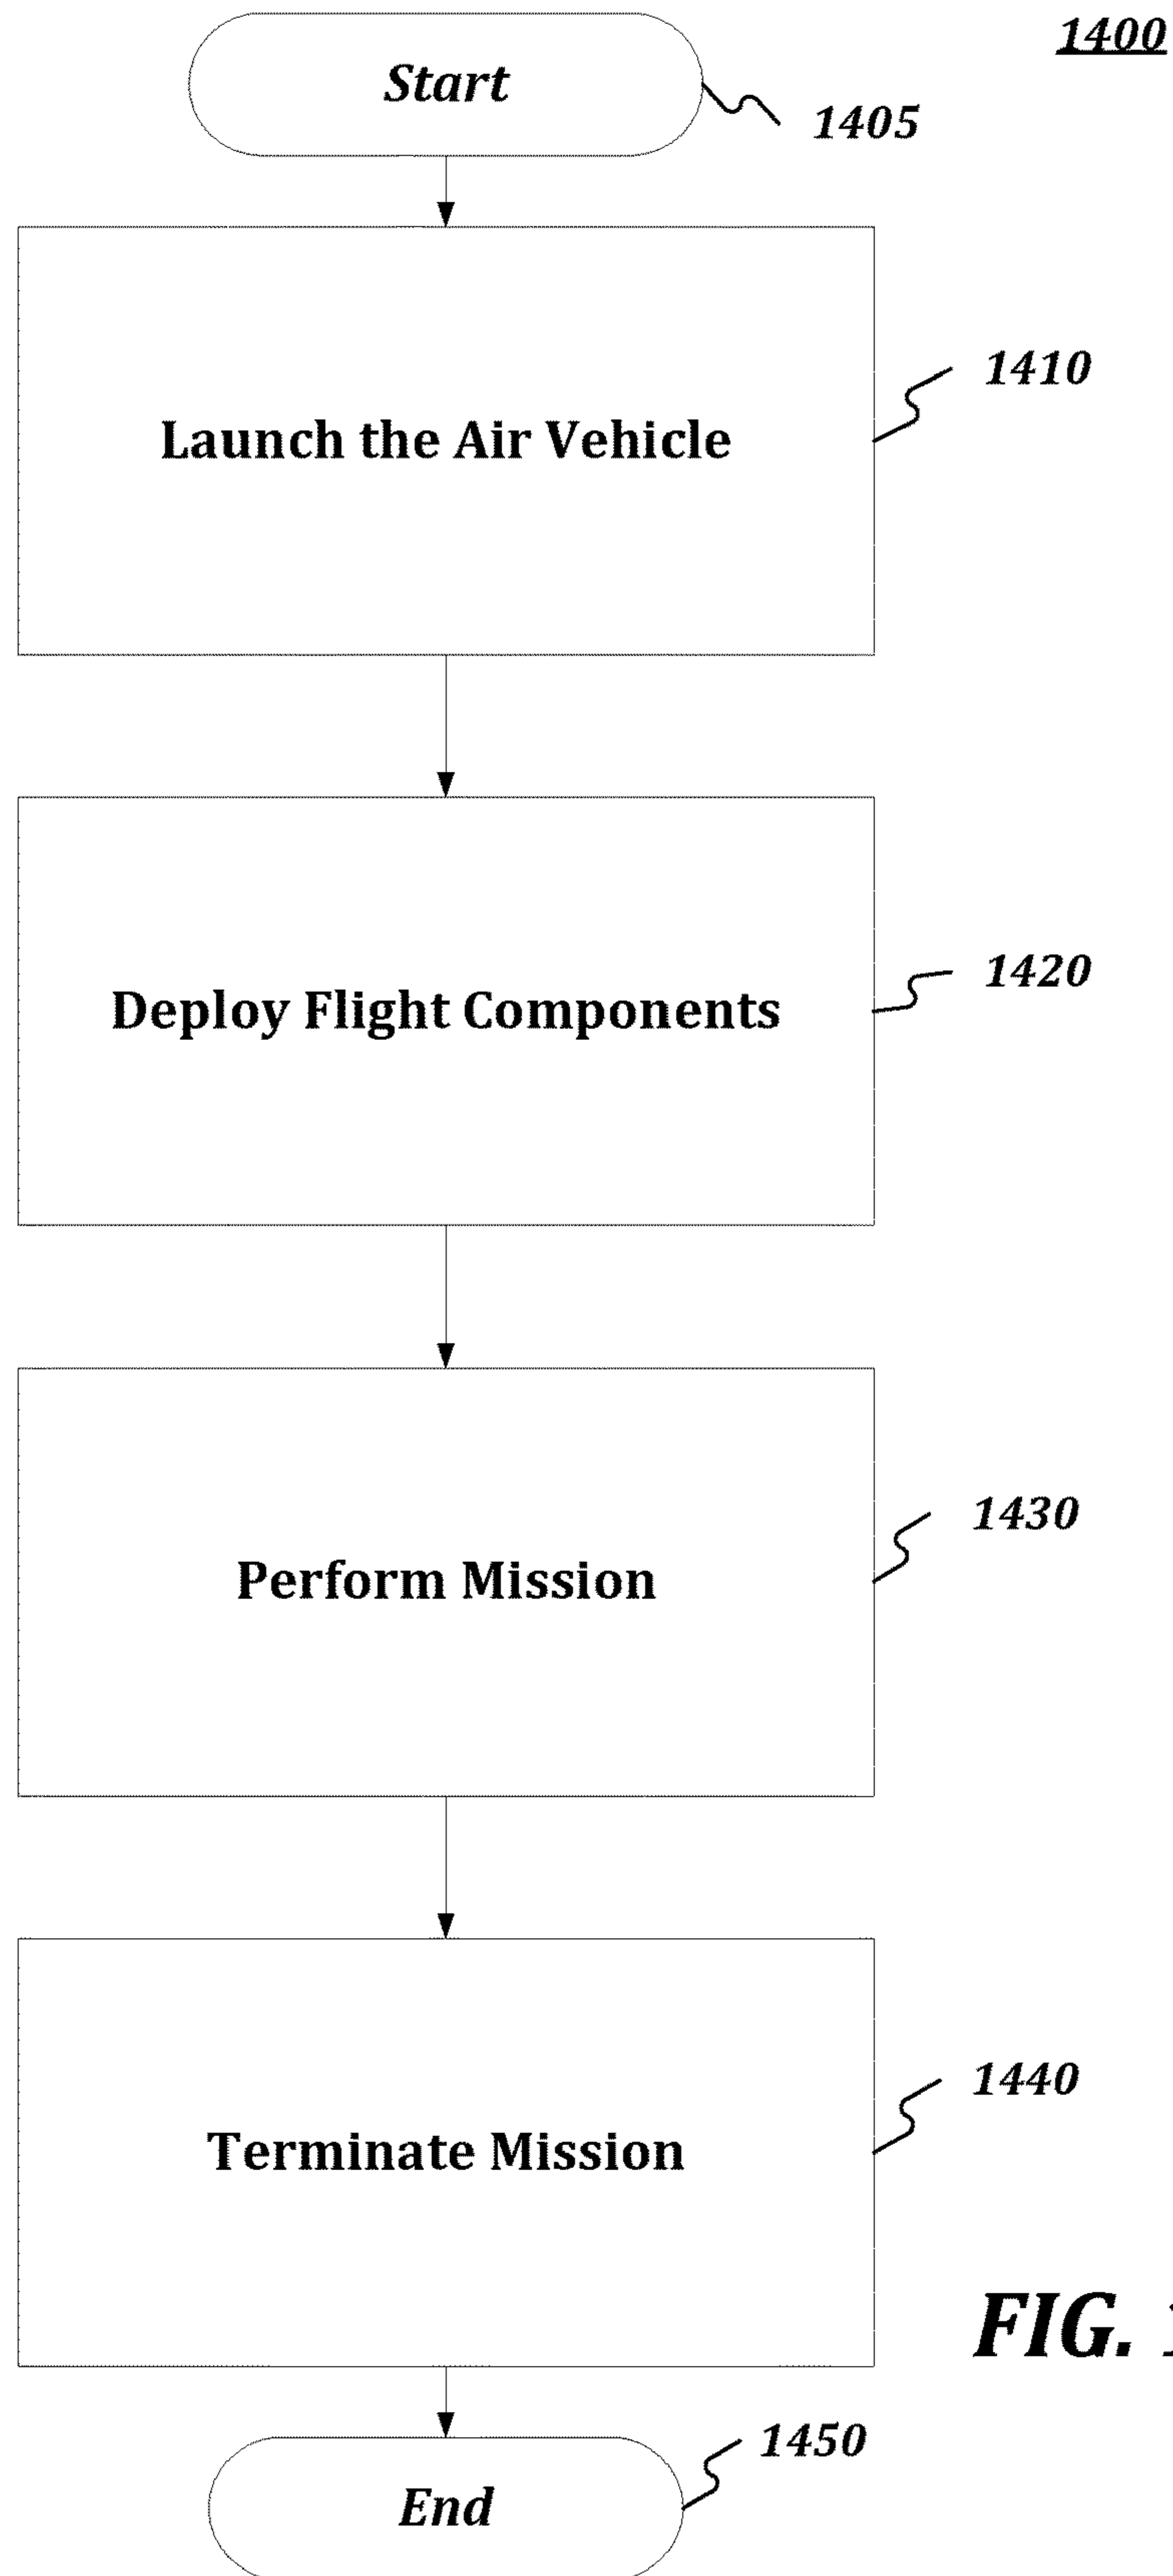 1400
Start
1405
Launch the Air Vehicle
1410
Deploy Flight Components
1420
Perform Mission
1430
Terminate Mission
1440
FIG.
End
1450